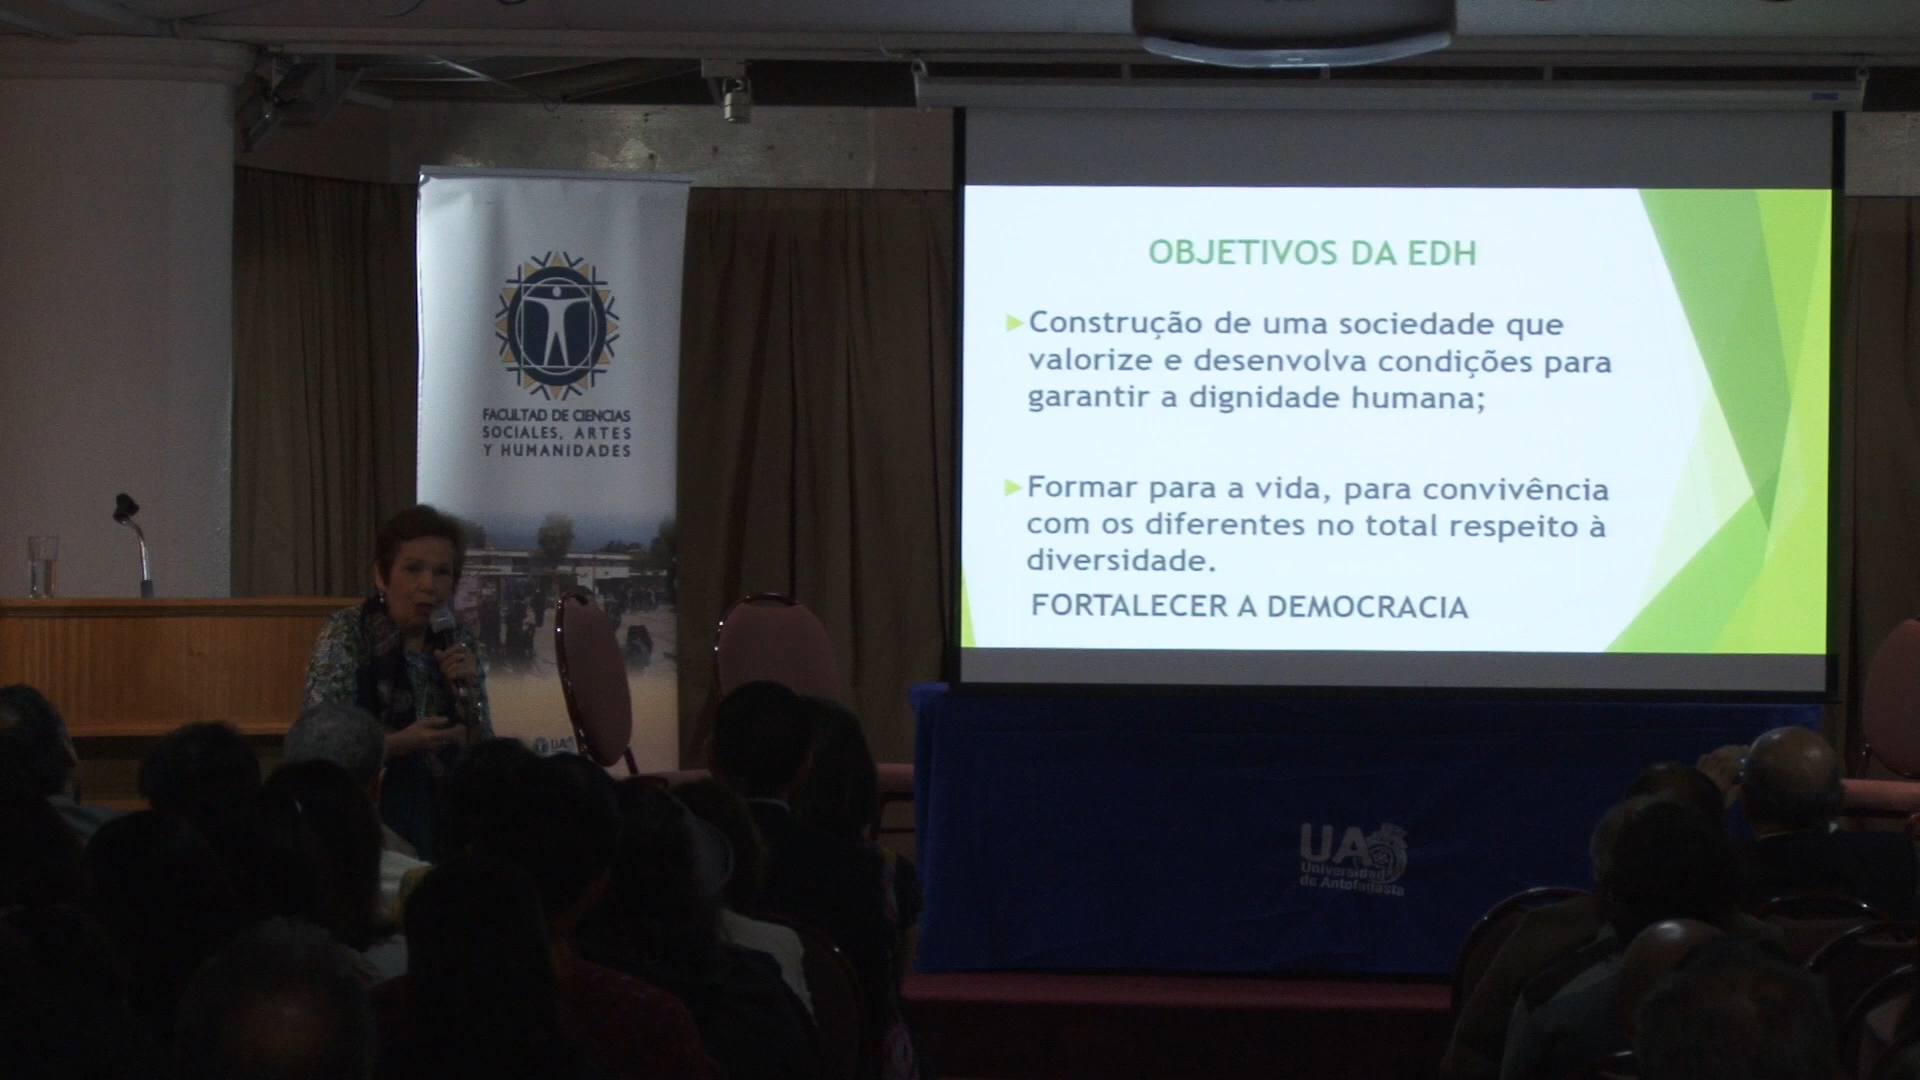 FACULTAD DE CIENCIAS
SOCIALES, ARTES
Y HUMANIDADES
UA
OBJETIVOS DA EDH
Construção de uma sociedade que
valorize e desenvolva condições para
garantir a dignidade humana;
Formar para a vida, para convivência
com os diferentes no total respeito à
diversidade.
FORTALECER A DEMOCRACIA
UA
Universidad
de Antofagasta